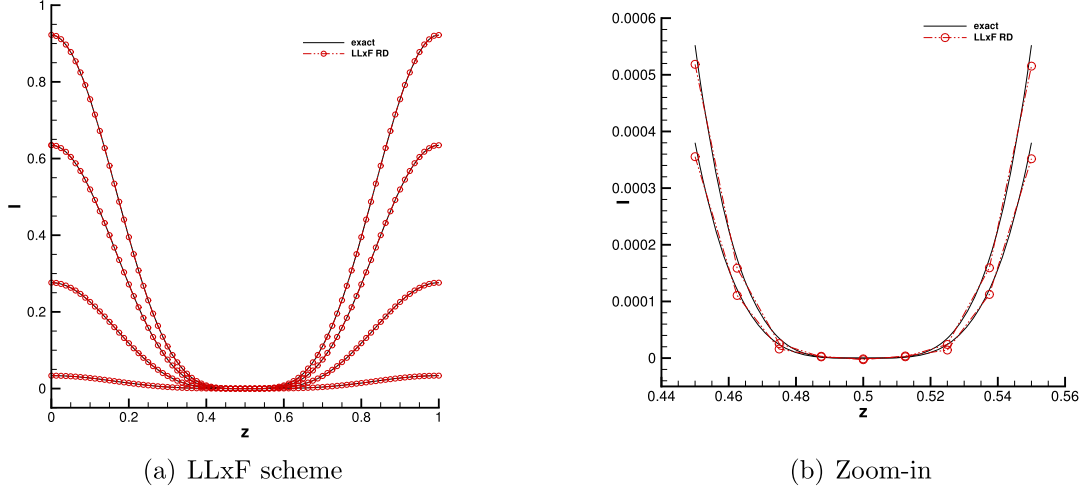 1
0.8
0.6
0.4
0.2
0
I
0 0.2 0.4 0.6 0.8 1
z
exact
LLxF RD
(a) LLxF scheme
0.0006
0.0005
0.0004
0.0003
0.0002
0.0001
0
I
0.44 0.46 0.48 0.5 0.52 0.54 0.56
z
exact
LLxF RD
(b) Zoom-in